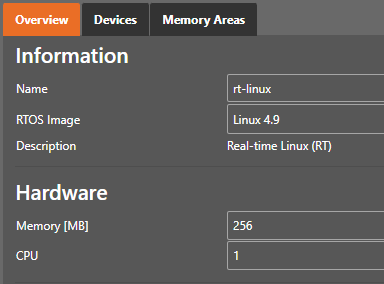 Overview Devices Memory Areas
Information
Name rt-linux
RTOS Image Linux 4.9
Description Real-time Linux (RT)
Hardware
Memory [MB] 256
CPU 1